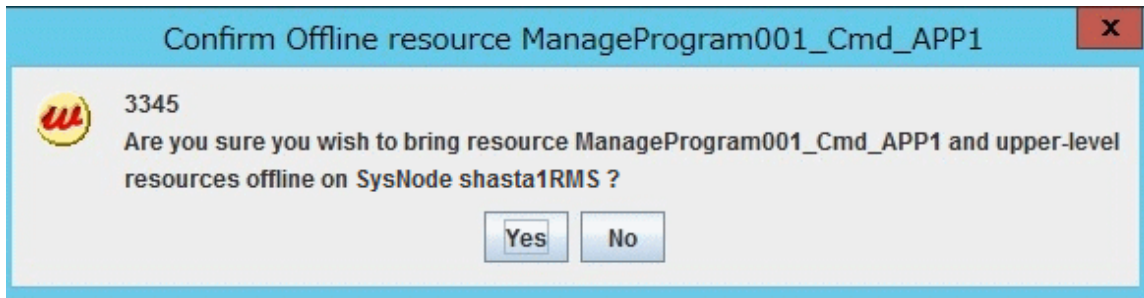 Confirm Offline resource ManageProgram001_Cmd_APP1
X
3345
Are you sure you wish to bring resource ManageProgram001_Cmd_APP1 and upper-level
resources offline on SysNode shasta1RMS ?
Yes No